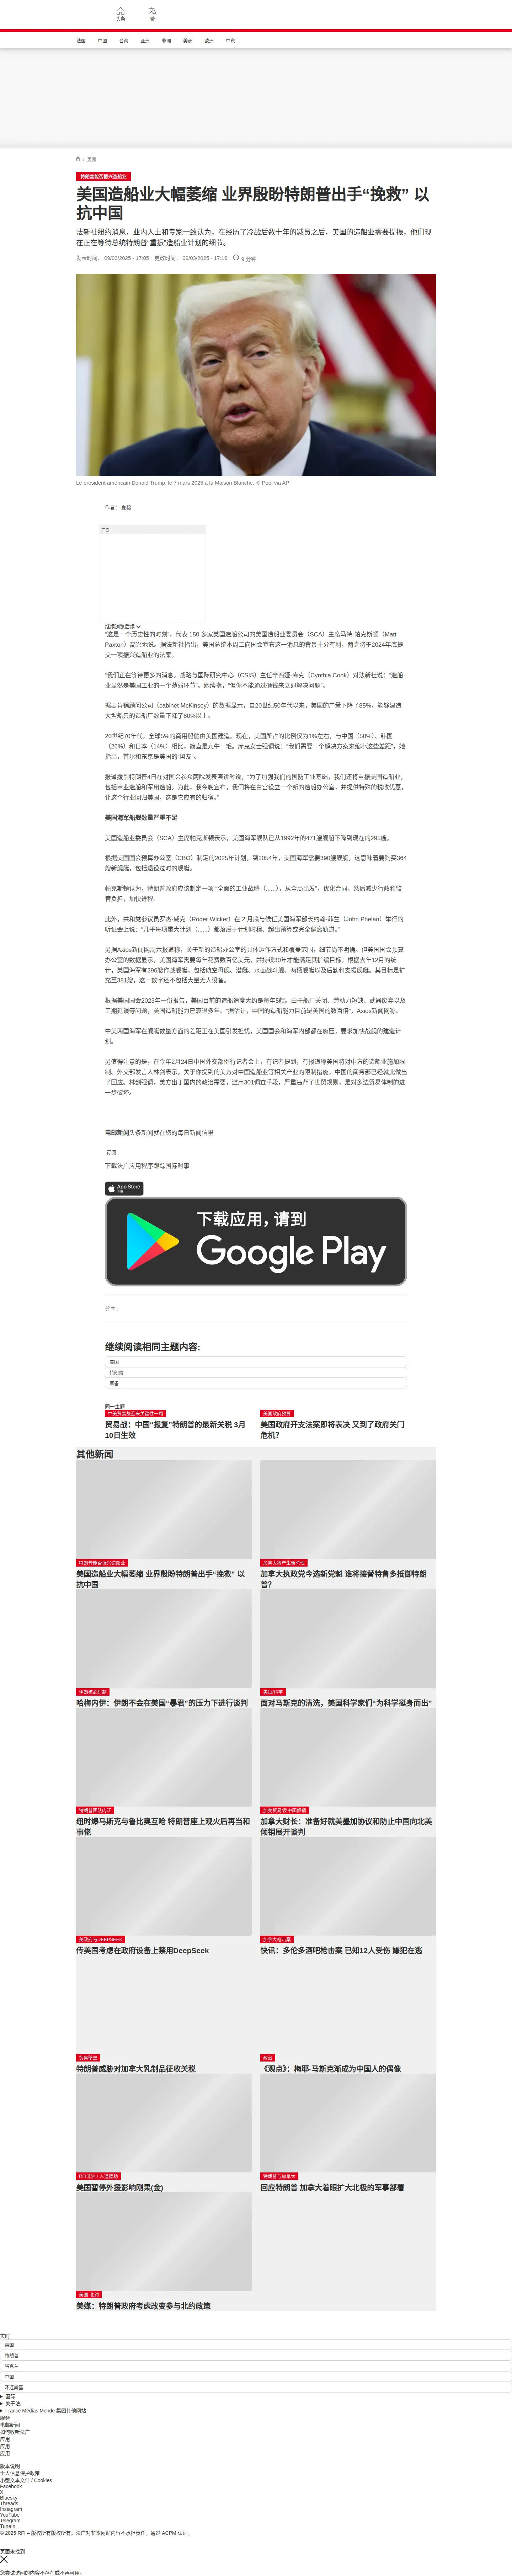 头条
繁
法国
中国
台海
亚洲
非洲
美洲
欧洲
中东
/ 美洲
特朗普能否振兴造船业
美国造船业大幅萎缩 业界殷盼特朗普出手“挽救” 以
抗中国
法新社纽约消息，业内人士和专家一致认为，在经历了冷战后数十年的减员之后，美国的造船业需要提振，他们现
在正在等待总统特朗普“重振”造船业计划的细节。
发表时间： 09/03/2025 - 17:05 更改时间： 09/03/2025 - 17:16 9 分钟
Le président américain Donald Trump, le 7 mars 2025 à la Maison Blanche. © Pool via AP
作者： 夏榕
广告
继续浏览后续
“这是一个历史性的时刻”，代表 150 多家美国造船公司的美国造船业委员会（SCA）主席马特·帕克斯顿（Matt
Paxton）高兴地说。据法新社指出，美国总统本周二向国会宣布这一消息的背景十分有利，两党将于2024年底提
交一项振兴造船业的法案。
“我们正在等待更多的消息。战略与国际研究中心（CSIS）主任辛西娅-库克（Cynthia Cook）对法新社说：“造船
业显然是美国工业的一个薄弱环节”。她续指，“但你不能通过砸钱来立即解决问题”。
据麦肯锡顾问公司（cabinet McKinsey）的数据显示，自20世纪50年代以来，美国的产量下降了85%，能够建造
大型船只的造船厂数量下降了80%以上。
20世纪70年代，全球5%的商用船舶由美国建造。现在，美国所占的比例仅为1%左右，与中国（50%）、韩国
（26%）和日本（14%）相比，简直是九牛一毛。库克女士强调说：“我们需要一个解决方案来缩小这些差距”，她
指出，首尔和东京是美国的“盟友”。
报道援引特朗普4日在对国会参众两院发表演讲时说，“为了加强我们的国防工业基础，我们还将重振美国造船业，
包括商业造船和军用造船。为此，我今晚宣布，我们将在白宫设立一个新的造船办公室，并提供特殊的税收优惠，
让这个行业回归美国，这是它应有的归宿。”
美国海军船舰数量严重不足
美国造船业委员会（SCA）主席帕克斯顿表示，美国海军舰队已从1992年的471艘舰船下降到现在的295艘。
根据美国国会预算办公室（CBO）制定的2025年计划，到2054年，美国海军需要390艘舰艇，这意味着要购买364
艘新舰艇，包括退役过时的舰艇。
帕克斯顿认为，特朗普政府应该制定一项 “全面的工业战略（......），从全局出发”，优化合同，然后减少行政和监
管负担，加快进程。
此外，共和党参议员罗杰-威克（Roger Wicker）在 2 月底与候任美国海军部长约翰·菲兰（John Phelan）举行的
听证会上说：“几乎每项重大计划（.....）都落后于计划时程、超出预算或完全偏离轨道。”
另据Axios新闻网周六报道称，关于新的造船办公室的具体运作方式和覆盖范围，细节尚不明确。但美国国会预算
办公室的数据显示，美国海军需要每年花费数百亿美元，并持续30年才能满足其扩编目标。根据去年12月的统
计，美国海军有296艘作战舰艇，包括航空母舰、潜艇、水面战斗舰、两栖舰艇以及后勤和支援舰艇。其目标是扩
充至381艘，这一数字还不包括大量无人设备。
根据美国国会2023年一份报告，美国目前的造船速度大约是每年5艘。由于船厂关闭、劳动力短缺、武器废弃以及
工期延误等问题，美国造船能力已衰退多年。“据估计，中国的造船能力目前是美国的数百倍”，Axios新闻网称。
中美两国海军在舰艇数量方面的差距正在美国引发担忧，美国国会和海军内部都在施压，要求加快战舰的建造计
划。
另值得注意的是，在今年2月24日中国外交部例行记者会上，有记者提到，有报道称美国将对中方的造船业施加限
制。外交部发言人林剑表示，关于你提到的美方对中国造船业等相关产业的限制措施，中国的商务部已经就此做出
了回应。林剑强调，美方出于国内的政治需要，滥用301调查手段，严重违背了世贸规则，是对多边贸易体制的进
一步破坏。
电邮新闻头条新闻就在您的每日新闻信里
订阅
下载法广应用程序跟踪国际时事
App Store
下载
下载应用，请到
Google Play
分享 :
继续阅读相同主题内容:
美国
特朗普
军备
同一主题
中美贸易战迎来关键性一周
贸易战：中国“报复”特朗普的最新关税 3月
10日生效
美国政府预算
美国政府开支法案即将表决 又到了政府关门
危机？
其他新闻
特朗普能否振兴造船业
美国造船业大幅萎缩 业界殷盼特朗普出手“挽救” 以
抗中国
加拿大将产生新总理
加拿大执政党今选新党魁 谁将接替特鲁多抵御特朗
普？
伊朗核武钳制
哈梅内伊：伊朗不会在美国“暴君”的压力下进行谈判
美国/科学
面对马斯克的清洗，美国科学家们“为科学挺身而出”
特朗普团队内讧
纽时爆马斯克与鲁比奥互呛 特朗普座上观火后再当和
事佬
加美贸易/反中国倾销
加拿大财长：准备好就美墨加协议和防止中国向北美
倾销展开谈判
美政府与DEEPSEEK
传美国考虑在政府设备上禁用DeepSeek
加拿大枪击案
快讯：多伦多酒吧枪击案 已知12人受伤 嫌犯在逃
贸易壁垒
特朗普威胁对加拿大乳制品征收关税
政治
《观点》：梅耶·马斯克渐成为中国人的偶像
RFI非洲 / 人道援助
美国暂停外援影响刚果(金)
特朗普与加拿大
回应特朗普 加拿大着眼扩大北极的军事部署
美国-北约
美媒：特朗普政府考虑改变参与北约政策
实时
美国
特朗普
乌克兰
中国
泽连斯基
国际
关于法广
France Médias Monde 集团其他网站
服务
电邮新闻
如何收听法广
应用
应用
应用
版本说明
个人信息保护政策
小型文本文件 / Cookies
Facebook
X
Bluesky
Threads
Instagram
YouTube
Telegram
TuneIn
© 2025 RFI – 版权所有版权所有。法广对非本网站内容不承担责任。通过 ACPM 认证。
页面未找到
您尝试访问的内容不存在或不再可用。